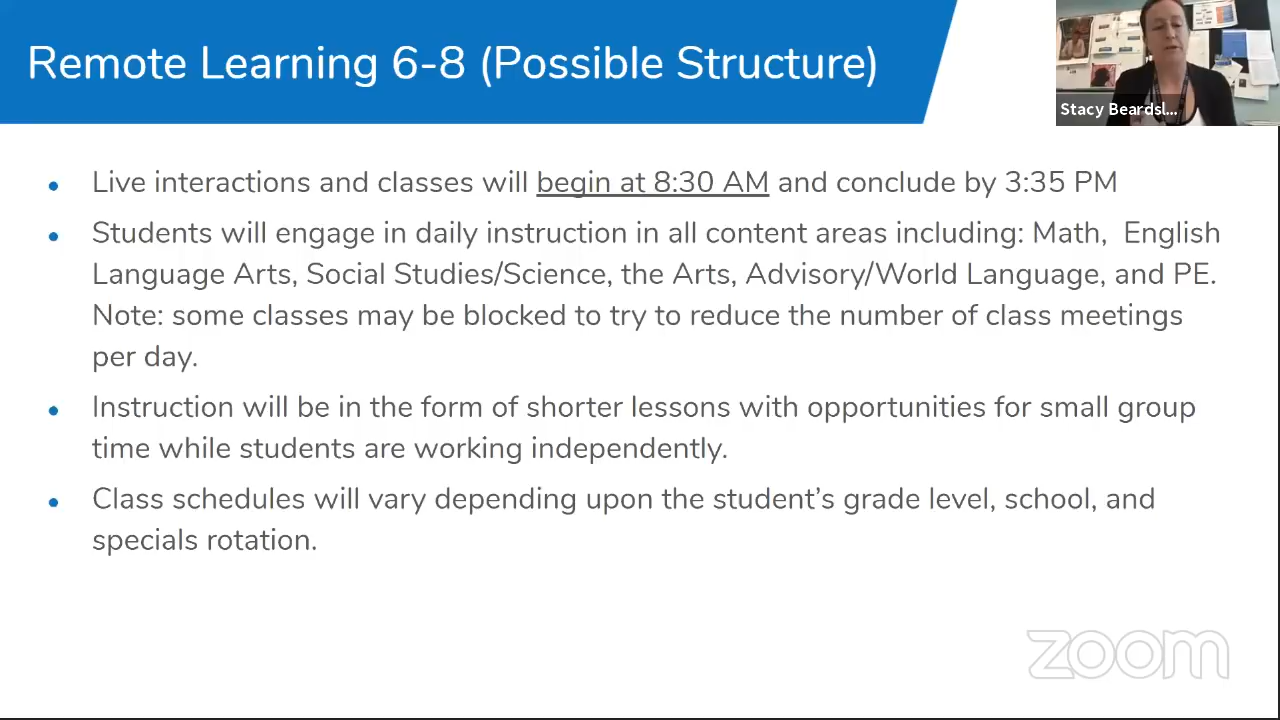 Remote Learning 6-8 (Possible Structure)
Stacy Beardsl...
Live interactions and classes will begin at 8:30 AM and conclude by 3:35 PM
Students will engage in daily instruction in all content areas including: Math, English
Language Arts, Social Studies/Science, the Arts, Advisory/World Language, and PE.
Note: some classes may be blocked to try to reduce the number of class meetings
per day.
Instruction will be in the form of shorter lessons with opportunities for small group
time while students are working independently.
Class schedules will vary depending upon the student’s grade level, school, and
specials rotation.
zoom